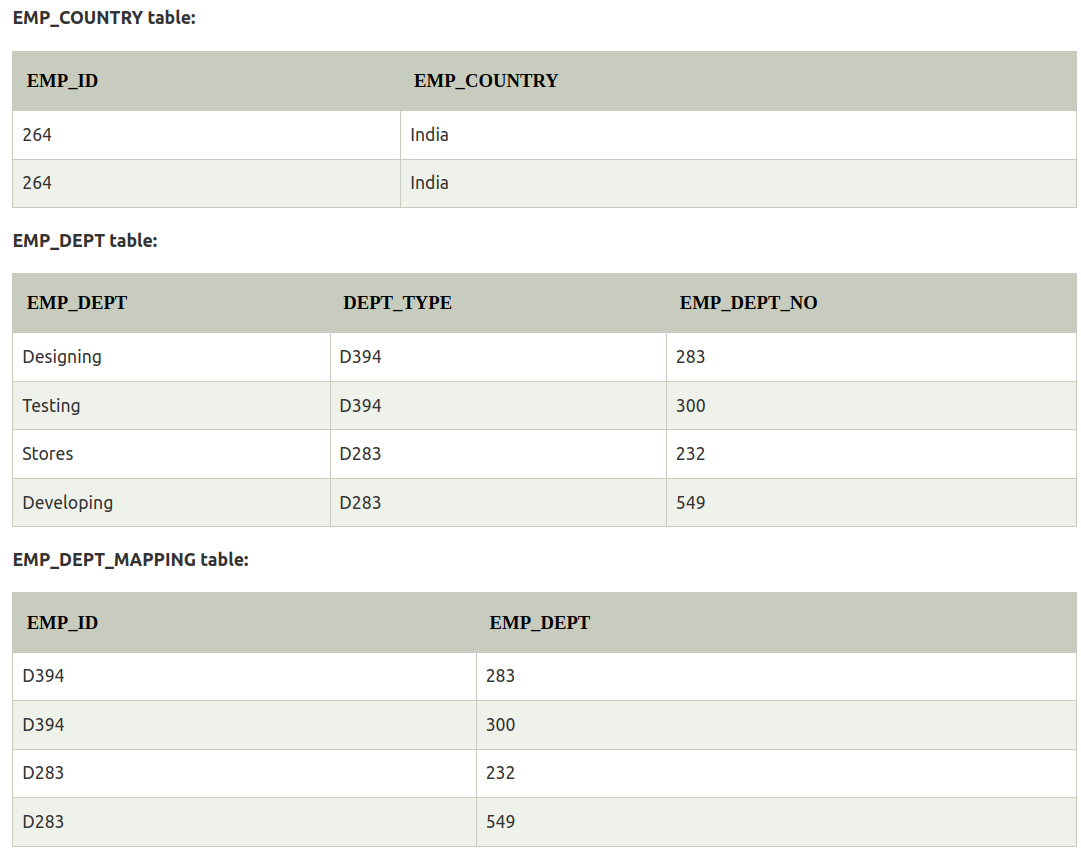 EMP_COUNTRY table:
EMP_ID EMP_COUNTRY
264 India
264 India
EMP_DEPT table:
EMP_DEPT DEPT_TYPE EMP_DEPT_NO
Designing D394 283
Testing D394 300
Stores D283 232
Developing D283 549
EMP_DEPT_MAPPING table:
EMP_ID EMP_DEPT
D394 283
D394 300
D283 232
D283 549